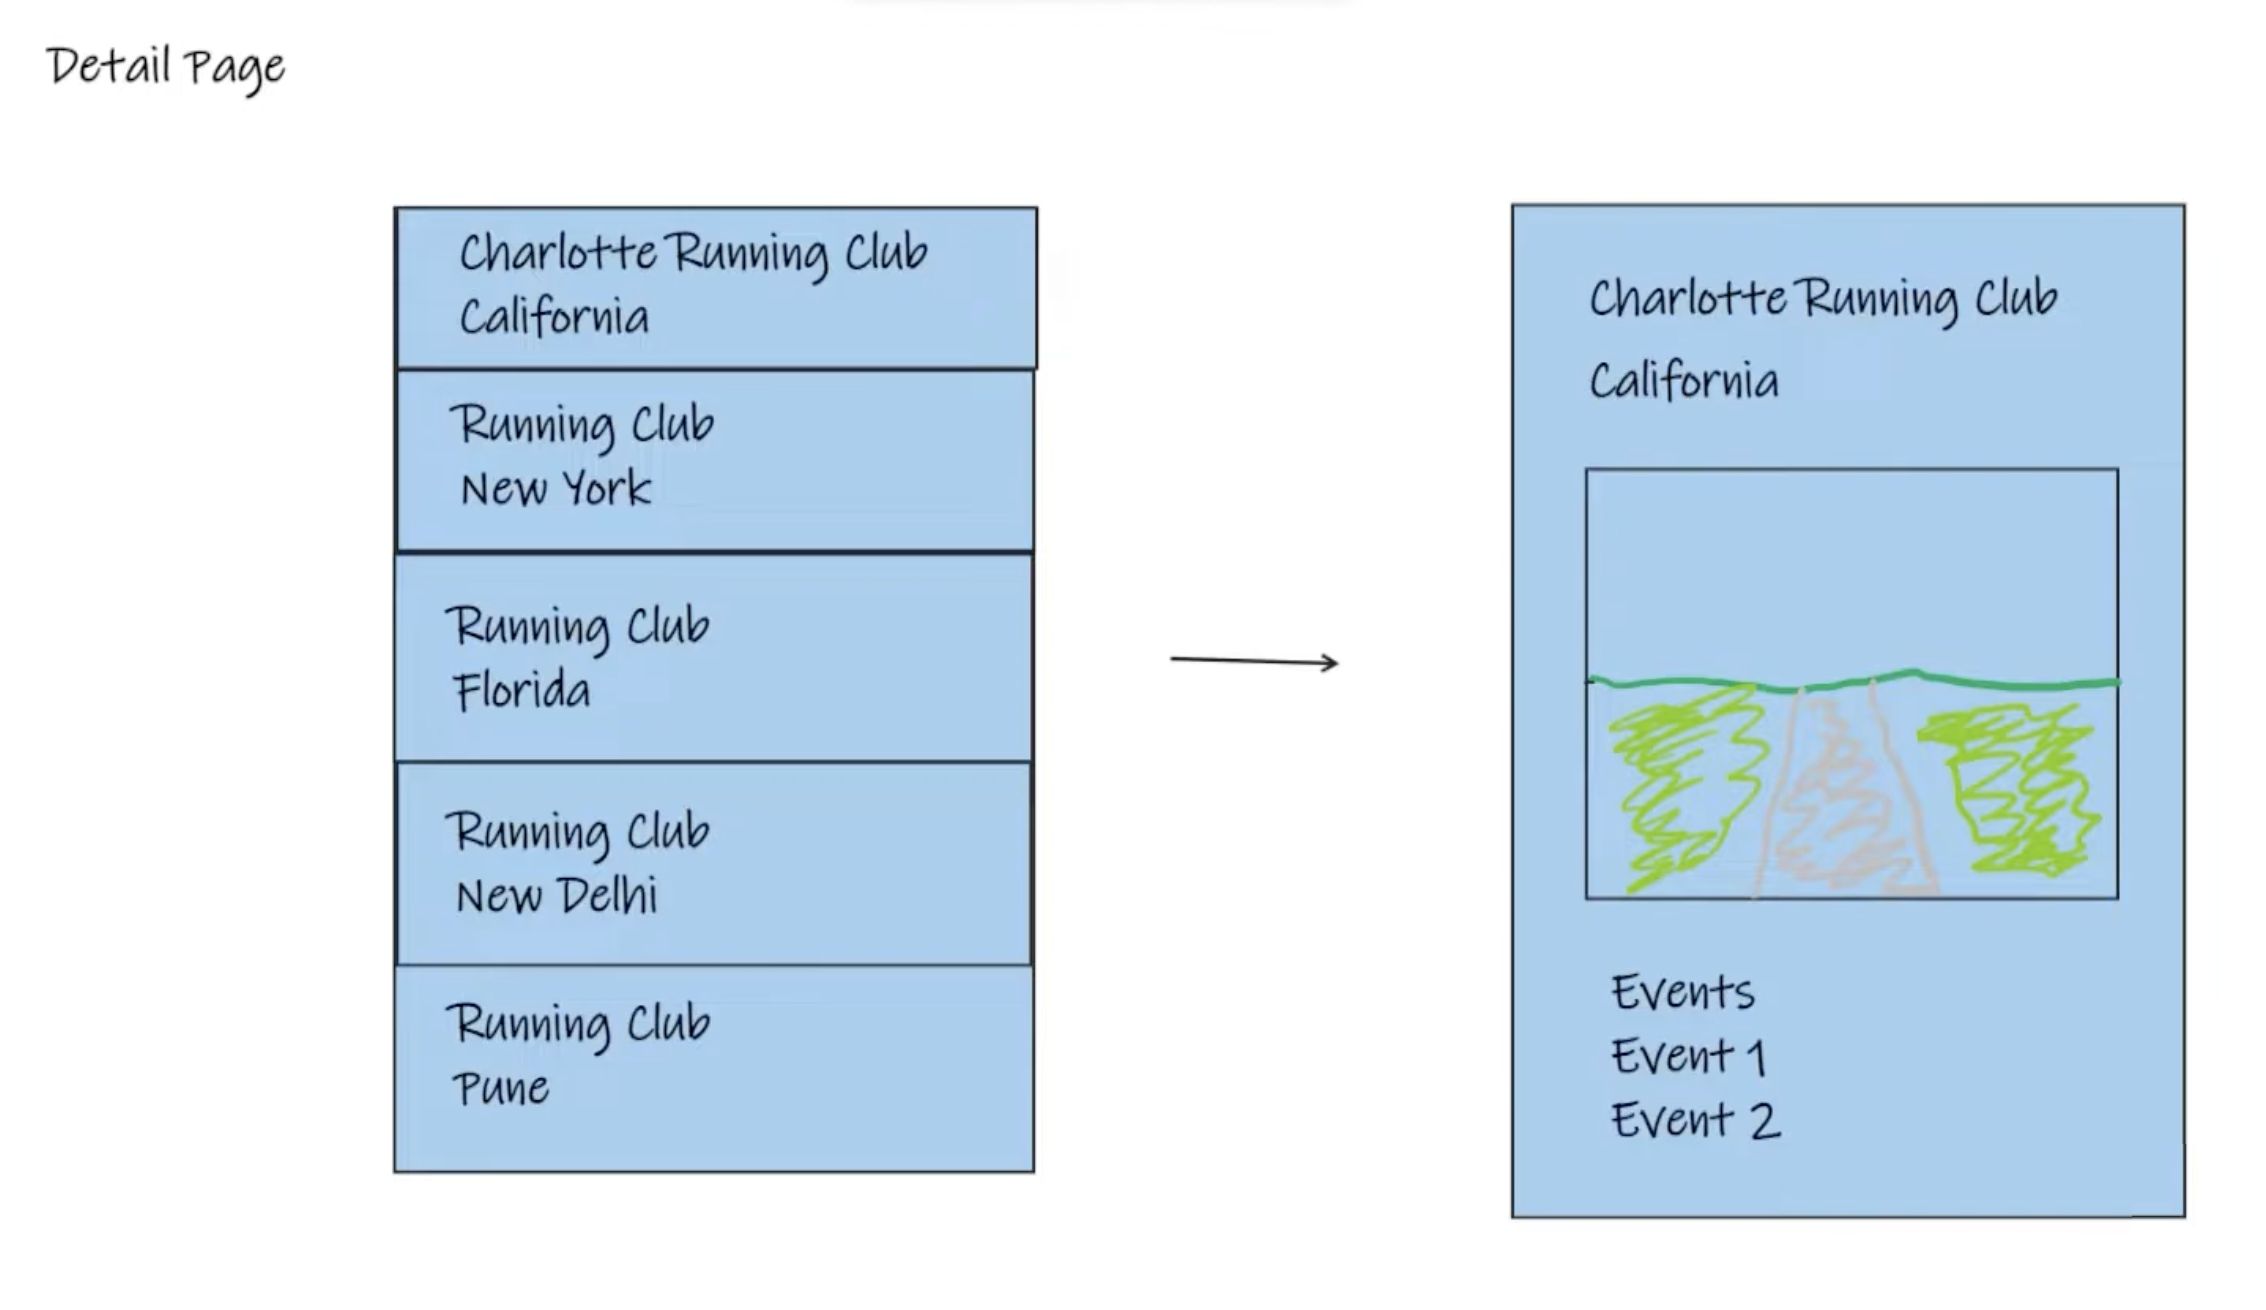 Detail Page
Charlotte Running Club
California
Running Club
New York
Running Club
Florida
Running Club
New Delhi
Running Club
Pune
Charlotte Running Club
California
Events
Event 1
Event 2